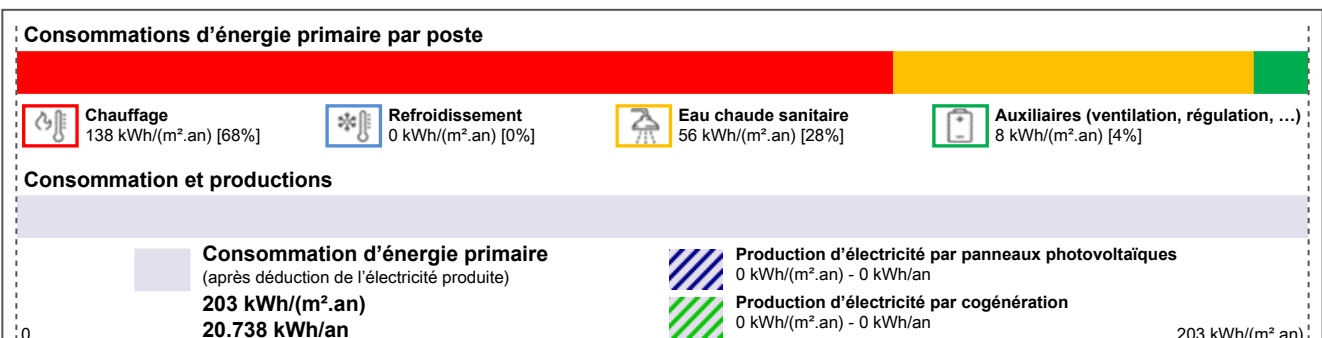 Consommations d’énergie primaire par poste
Chauffage
138 kWh/(m².an) [68%]
Refroidissement
0 kWh/(m².an) [0%]
Eau chaude sanitaire
56 kWh/(m².an) [28%]
Auxiliaires (ventilation, régulation, …)
8 kWh/(m².an) [4%]
Consommation et productions
Consommation d’énergie primaire
(après déduction de l’électricité produite)
203 kWh/(m².an)
20.738 kWh/an
Production d’électricité par panneaux photovoltaïques
0 kWh/(m².an) - 0 kWh/an
Production d’électricité par cogénération
0 kWh/(m².an) - 0 kWh/an
0
203 kWh/(m².an)